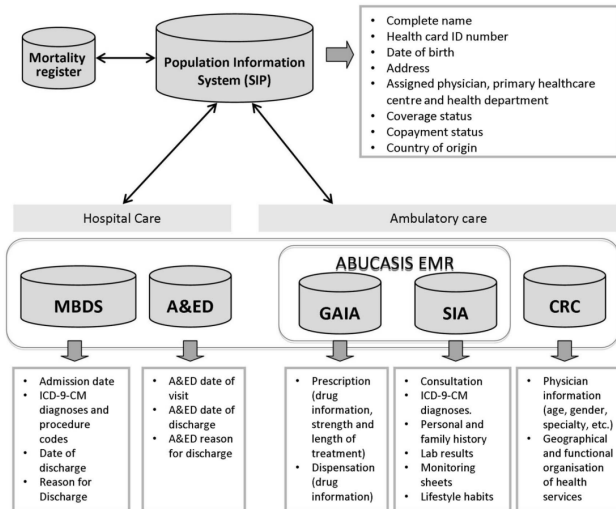 Mortality
register
Population Information
System (SIP)
• Complete name
• Health card ID number
• Date of birth
• Address
• Assigned physician, primary healthcare
centre and health department
• Coverage status
• Copayment status
• Country of origin
Hospital Care
Ambulatory care
ABUCASIS EMR
MBDS
A&ED
GAIA
SIA
CRC
• Admission date
• ICD-9-CM
diagnoses and
procedure
codes
• Date of
discharge
• Reason for
Discharge
• A&ED date of
visit
• A&ED date of
discharge
• A&ED reason
for discharge
• Prescription
(drug
information,
strength and
length of
treatment)
• Dispensation
(drug
information)
• Consultation
• ICD-9-CM
diagnoses.
• Personal and
family history
• Lab results
• Monitoring
sheets
• Lifestyle habits
• Physician
information
(age, gender,
specialty, etc.)
• Geographical
and functional
organisation
of health
services